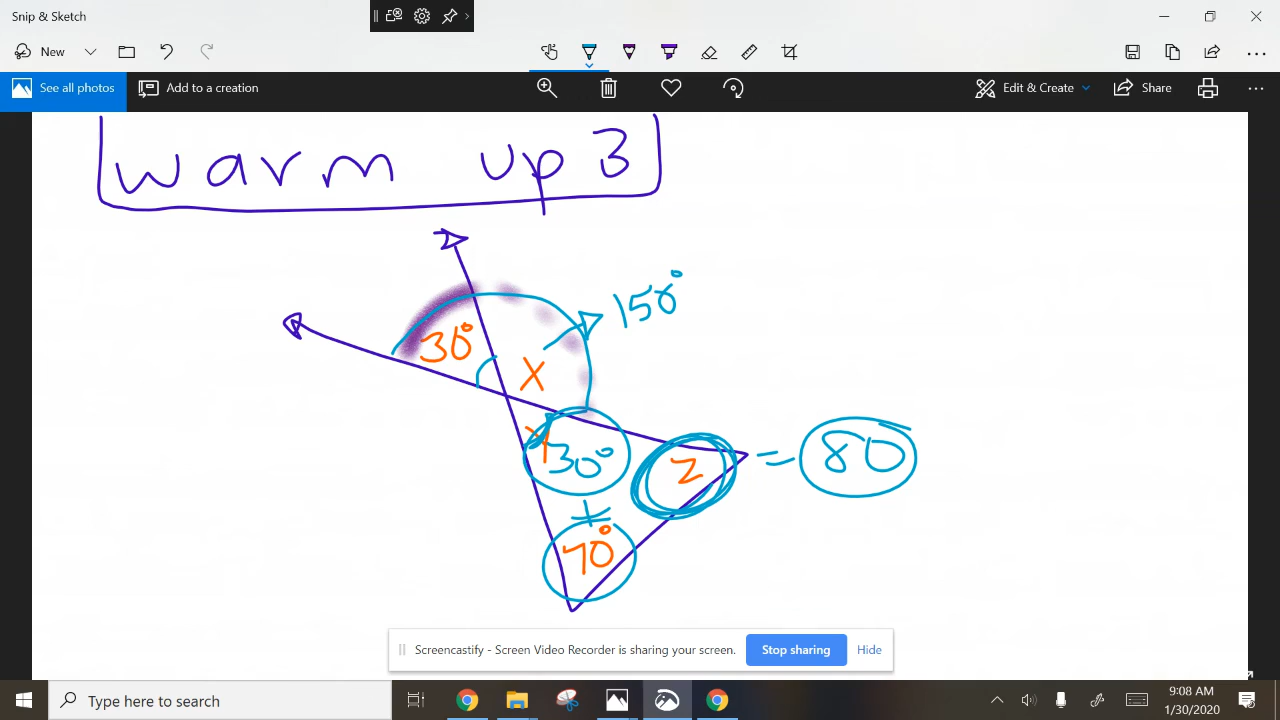 Snip & Sketch
New
See all photos
Add to a creation
Edit & Create
Share
Warm up 3
150°
30°
X
Y
30°
Z
= 80
+
70°
Screencastify - Screen Video Recorder is sharing your screen.
Stop sharing
Hide
Type here to search
9:08 AM
1/30/2020